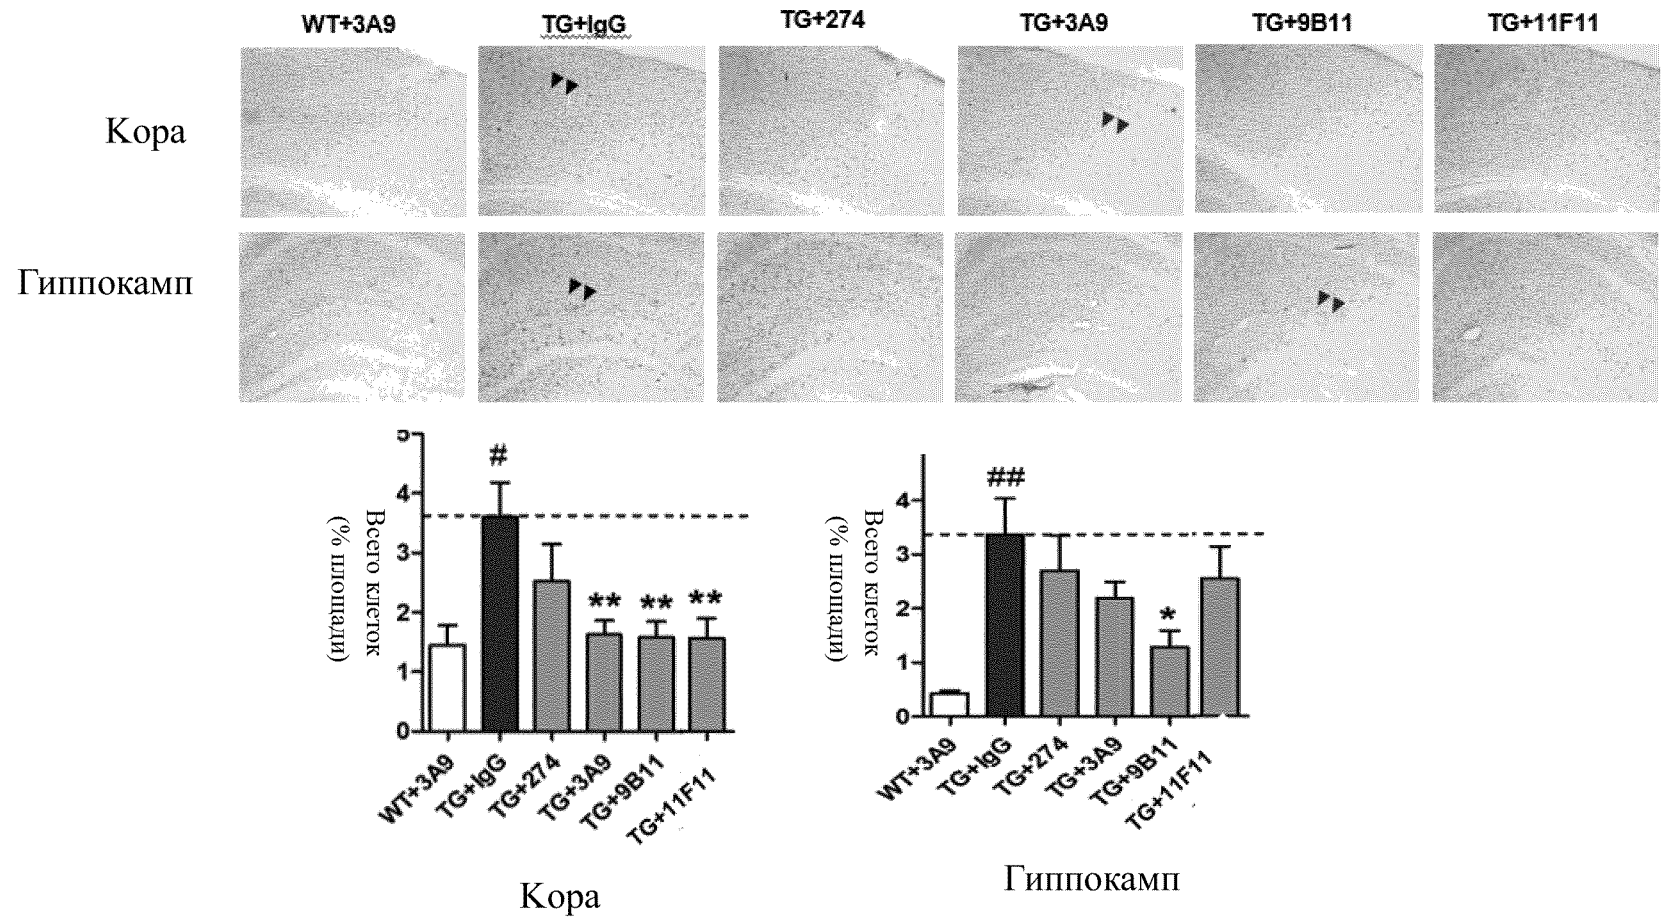 WT+3A9 TG+IgG TG+274 TG+3A9 TG+9B11 TG+11F11
Кора
Гиппокамп
5
4
3
2
1
0
Всего клеток
(% площади)
#
** ** **
WT+3A9 TG+IgG TG+274 TG+3A9 TG+9B11 TG+11F11
Кора
4
3
2
1
0
Всего клеток
(% площади)
##
*
WT+3A9 TG+IgG TG+274 TG+3A9 TG+9B11 TG+11F11
Гиппокамп